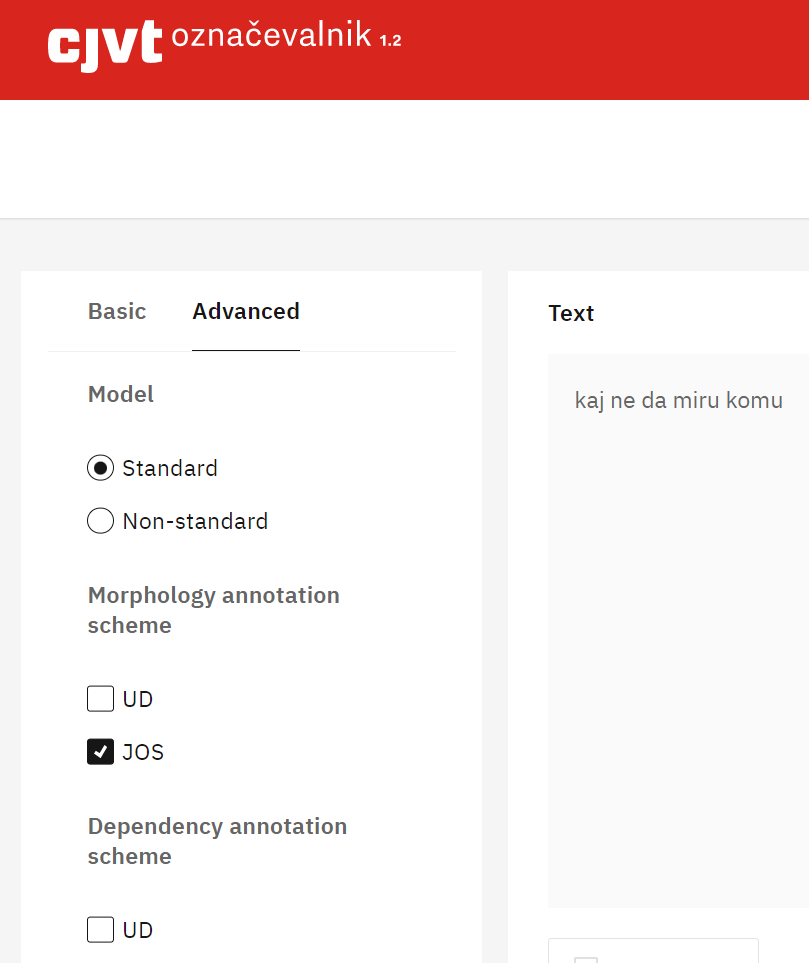 cjvt označevalnik 1.2
Basic Advanced
Model
Standard
Non-standard
Morphology annotation
scheme
UD
JOS
Dependency annotation
scheme
UD
Text
kaj ne da miru komu